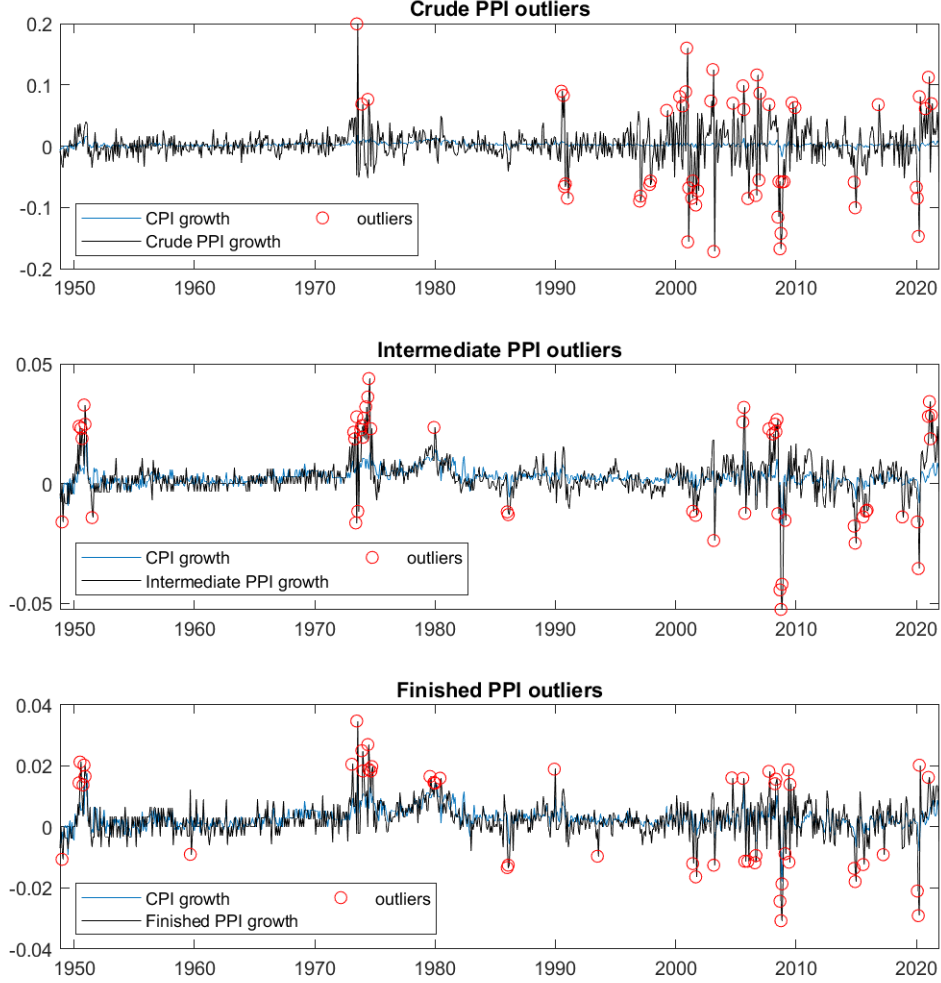 Crude PPI outliers
0.2
0.1
0
-0.1
-0.2
CPI growth
outliers
Crude PPI growth
1950 1960 1970 1980 1990 2000 2010 2020
Intermediate PPI outliers
0.05
0
-0.05
CPI growth
outliers
Intermediate PPI growth
1950 1960 1970 1980 1990 2000 2010 2020
Finished PPI outliers
0.04
0.02
0
-0.02
-0.04
CPI growth
outliers
Finished PPI growth
1950 1960 1970 1980 1990 2000 2010 2020